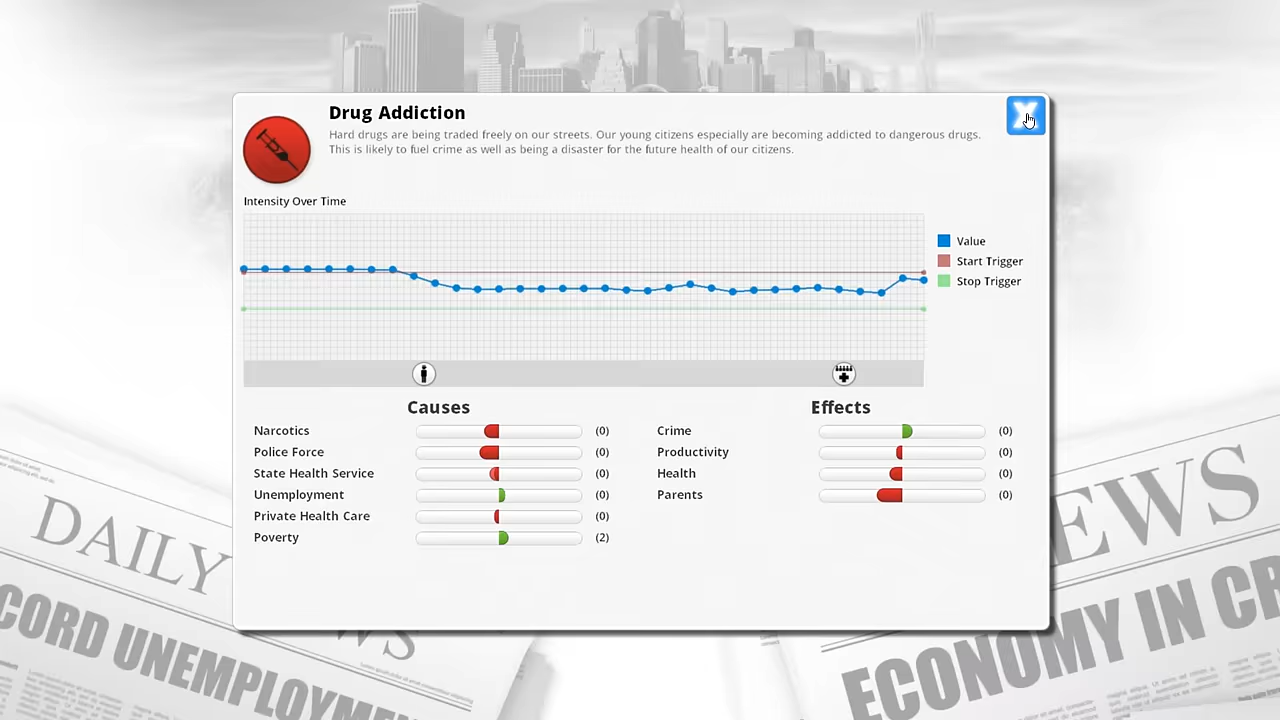 Drug Addiction
Hard drugs are being traded freely on our streets. Our young citizens especially are becoming addicted to dangerous drugs.
This is likely to fuel crime as well as being a disaster for the future health of our citizens.
X
Intensity Over Time
Value
Start Trigger
Stop Trigger
Causes
Narcotics (0)
Police Force (0)
State Health Service (0)
Unemployment (0)
Private Health Care (0)
Poverty (2)
Effects
Crime (0)
Productivity (0)
Health (0)
Parents (0)
DAILY
NEWS
CORD UNEMPLOYM
EWS
ECONOMY IN CR